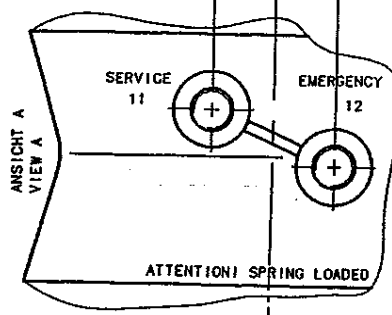 SERVICE
11
EMERGENCY
12
ANSICHT A
VIEW A
ATTENTION! SPRING LOADED